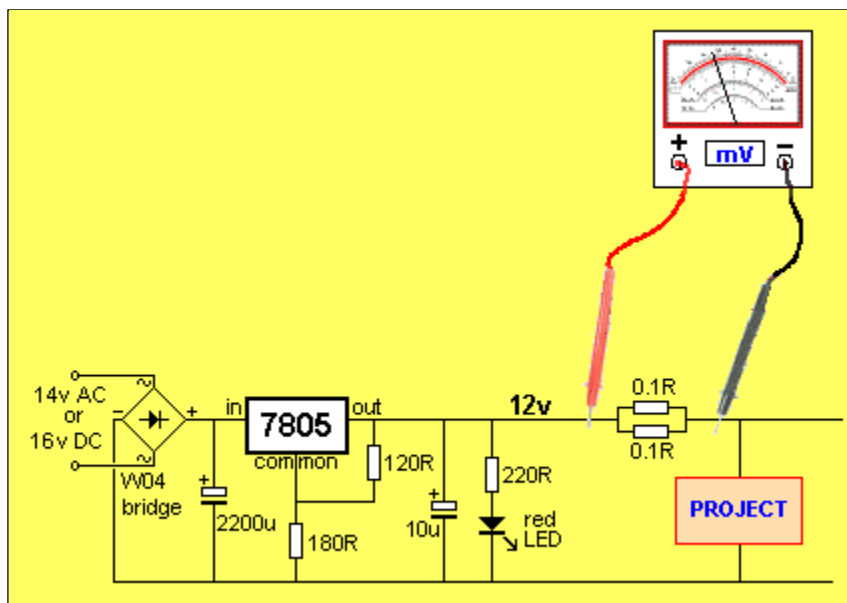 +
mV
−
14v AC
or
16v DC
~
−
+
~
W04
bridge
+
2200u
in
7805
out
common
120R
180R
+
10u
12v
220R
red
LED
0.1R
0.1R
PROJECT